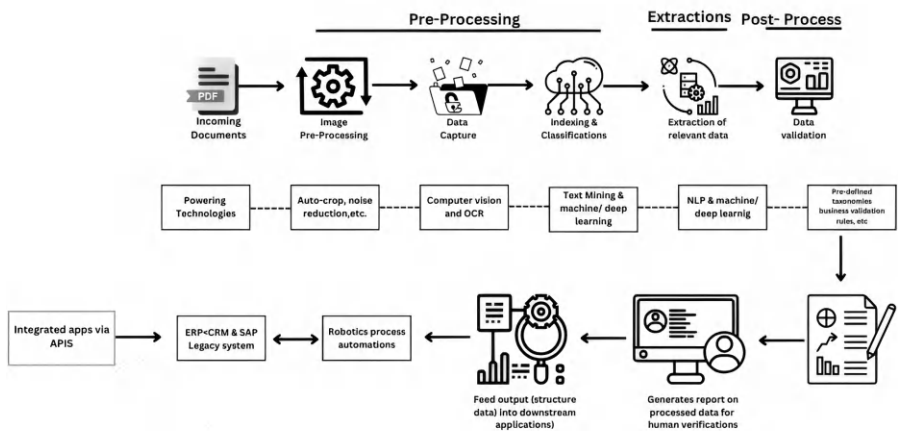 Pre-Processing
Extractions
Post- Process
PDF
Incoming
Documents
Image
Pre-Processing
Data
Capture
Indexing &
Classifications
Extraction of
relevant data
Data
validation
Powering
Technologies
Auto-crop, noise
reduction,etc.
Computer vision
and OCR
Text Mining &
machine/ deep
learning
NLP & machine/
deep learnig
Pre-defined
taxonomies
business validation
rules, etc
Integrated apps via
APIS
ERP<CRM & SAP
Legacy system
Robotics process
automations
Feed output (structure
data) into downstream
applications)
Generates report on
processed data for
human verifications